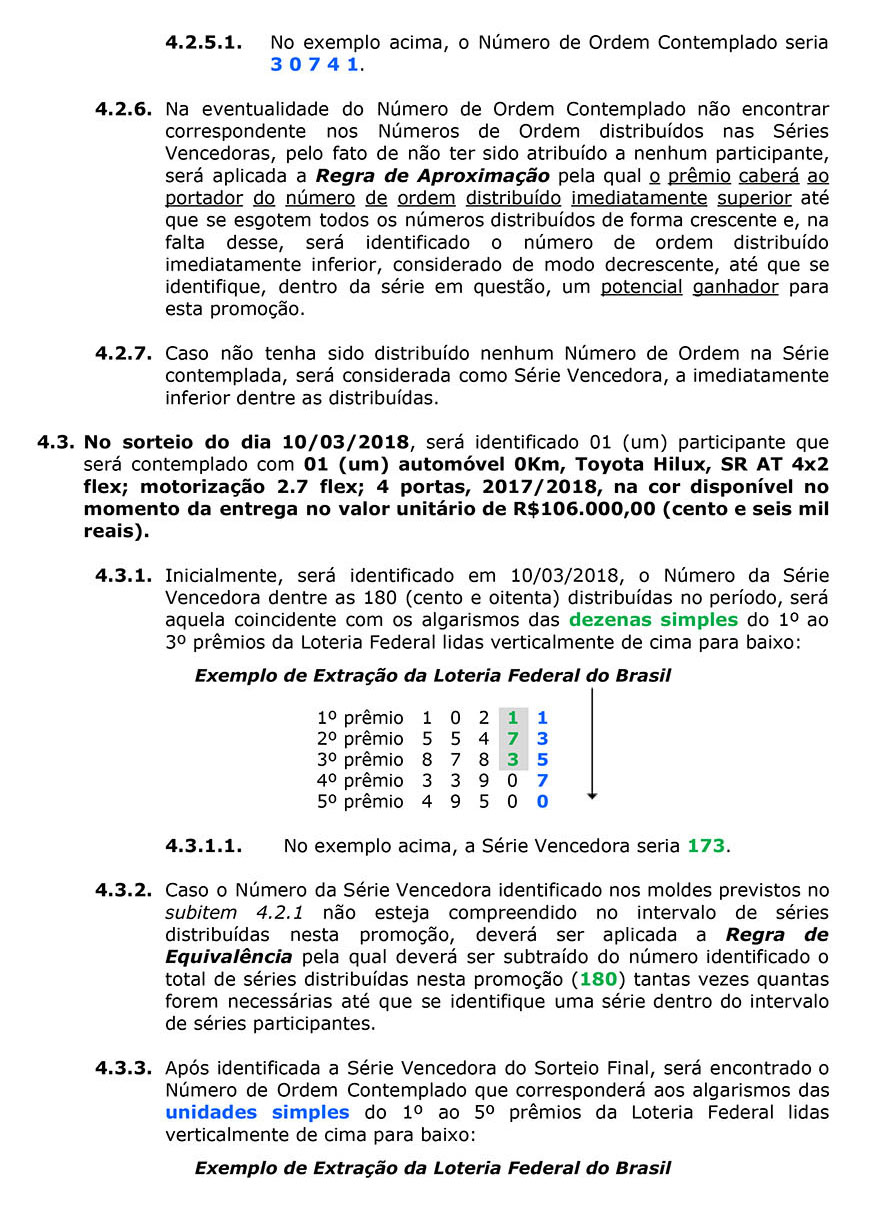 4.2.5.1. No exemplo acima, o Número de Ordem Contemplado seria
3 0 7 4 1.
4.2.6. Na eventualidade do Número de Ordem Contemplado não encontrar
correspondente nos Números de Ordem distribuídos nas Séries
Vencedoras, pelo fato de não ter sido atribuído a nenhum participante,
será aplicada a Regra de Aproximação pela qual o prêmio caberá ao
portador do número de ordem distribuído imediatamente superior até
que se esgotem todos os números distribuídos de forma crescente e, na
falta desse, será identificado o número de ordem distribuído
imediatamente inferior, considerado de modo decrescente, até que se
identifique, dentro da série em questão, um potencial ganhador para
esta promoção.
4.2.7. Caso não tenha sido distribuído nenhum Número de Ordem na Série
contemplada, será considerada como Série Vencedora, a imediatamente
inferior dentre as distribuídas.
4.3. No sorteio do dia 10/03/2018, será identificado 01 (um) participante que
será contemplado com 01 (um) automóvel 0Km, Toyota Hilux, SR AT 4x2
flex; motorização 2.7 flex; 4 portas, 2017/2018, na cor disponível no
momento da entrega no valor unitário de R$106.000,00 (cento e seis mil
reais).
4.3.1. Inicialmente, será identificado em 10/03/2018, o Número da Série
Vencedora dentre as 180 (cento e oitenta) distribuídas no período, será
aquela coincidente com os algarismos das dezenas simples do 1º ao
3º prêmios da Loteria Federal lidas verticalmente de cima para baixo:
Exemplo de Extração da Loteria Federal do Brasil
1º prêmio 1 0 2 1 1
2º prêmio 5 5 4 7 3
3º prêmio 8 7 8 3 5
4º prêmio 3 3 9 0 7
5º prêmio 4 9 5 0 0
4.3.1.1. No exemplo acima, a Série Vencedora seria 173.
4.3.2. Caso o Número da Série Vencedora identificado nos moldes previstos no
subitem 4.2.1 não esteja compreendido no intervalo de séries
distribuídas nesta promoção, deverá ser aplicada a Regra de
Equivalência pela qual deverá ser subtraído do número identificado o
total de séries distribuídas nesta promoção (180) tantas vezes quantas
forem necessárias até que se identifique uma série dentro do intervalo
de séries participantes.
4.3.3. Após identificada a Série Vencedora do Sorteio Final, será encontrado o
Número de Ordem Contemplado que corresponderá aos algarismos das
unidades simples do 1º ao 5º prêmios da Loteria Federal lidas
verticalmente de cima para baixo:
Exemplo de Extração da Loteria Federal do Brasil